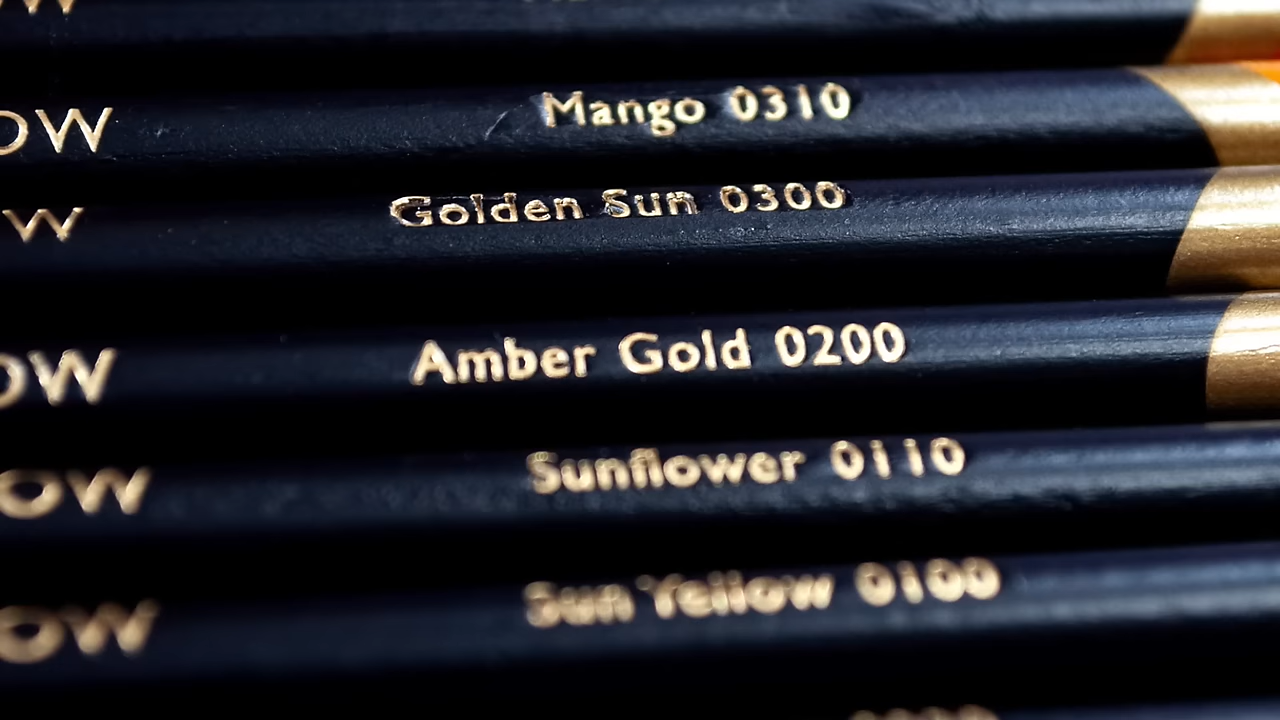 OW Mango 0310
W Golden Sun 0300
OW Amber Gold 0200
OW Sunflower 0110
OW Sun Yellow 0100